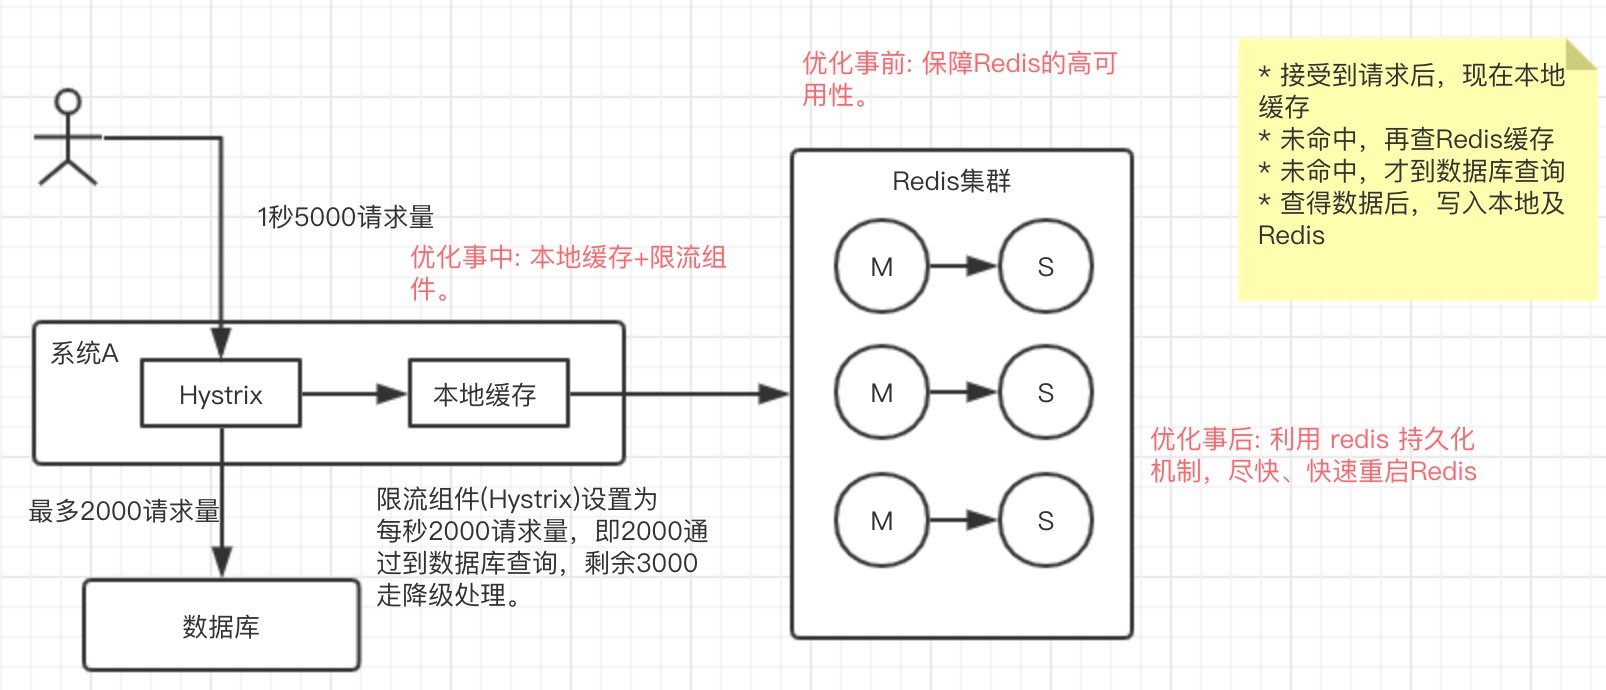 优化事前: 保障Redis的高可
用性。
* 接受到请求后，现在本地
缓存
* 未命中，再查Redis缓存
* 未命中，才到数据库查询
* 查得数据后，写入本地及
Redis
1秒5000请求量
优化事中: 本地缓存+限流组
件。
系统A
Hystrix
本地缓存
Redis集群
M
S
M
S
M
S
优化事后: 利用 redis 持久化
机制，尽快、快速重启Redis
最多2000请求量
限流组件(Hystrix)设置为
每秒2000请求量，即2000通
过到数据库查询，剩余3000
走降级处理。
数据库